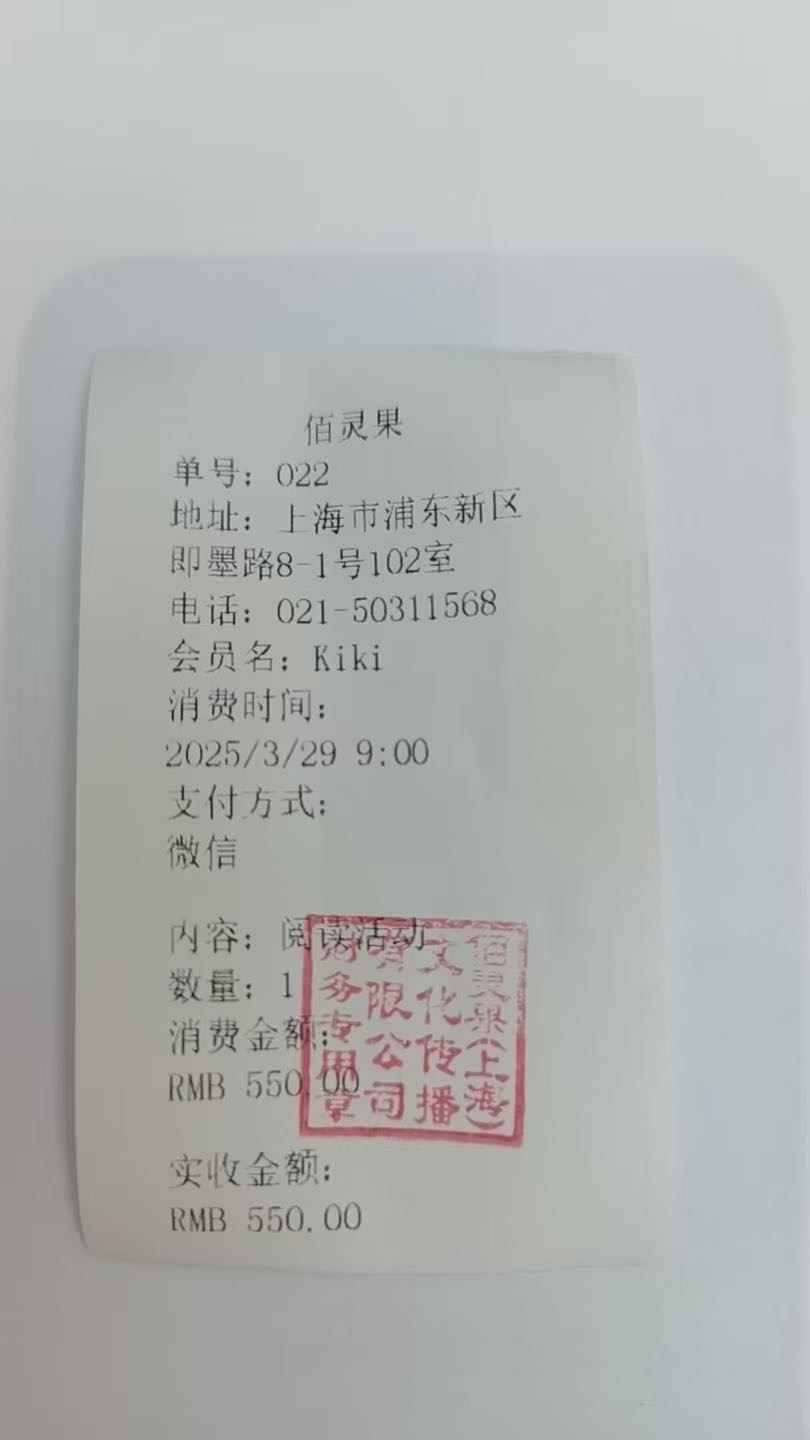 佰灵果
单号：022
地址：上海市浦东新区
即墨路8-1号102室
电话：021-50311568
会员名：Kiki
消费时间：
2025/3/29 9:00
支付方式：
微信
内容：阅读活动
数量：1
消费金额：
RMB 550.00
实收金额：
RMB 550.00
佰灵果（上海）
文化传播
有限公司
财务专用章